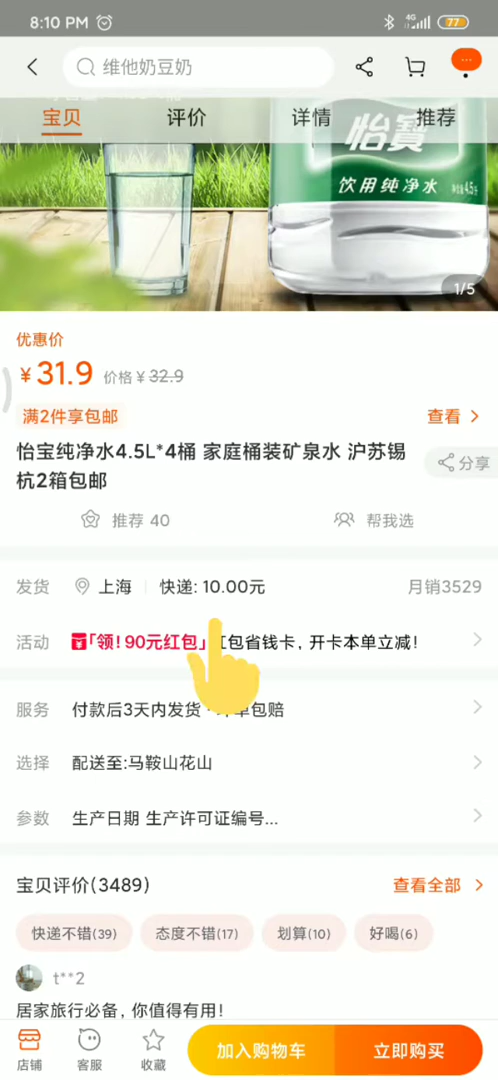 8:10 PM
4G
77
维他奶豆奶
宝贝
评价
详情
推荐
怡寶
饮用纯净水
1/5
优惠价
¥31.9 价格¥32.9
满2件享包邮
查看
怡宝纯净水4.5L*4桶 家庭桶装矿泉水 沪苏锡
杭2箱包邮
分享
推荐 40
帮我选
发货 上海 快递: 10.00元 月销3529
活动 「领!90元红包」红包省钱卡，开卡本单立减!
服务 付款后3天内发货 · 包赔
选择 配送至:马鞍山花山
参数 生产日期 生产许可证编号...
宝贝评价(3489)
查看全部
快递不错(39)
态度不错(17)
划算(10)
好喝(6)
t**2
居家旅行必备，你值得有用!
店铺
客服
收藏
加入购物车
立即购买